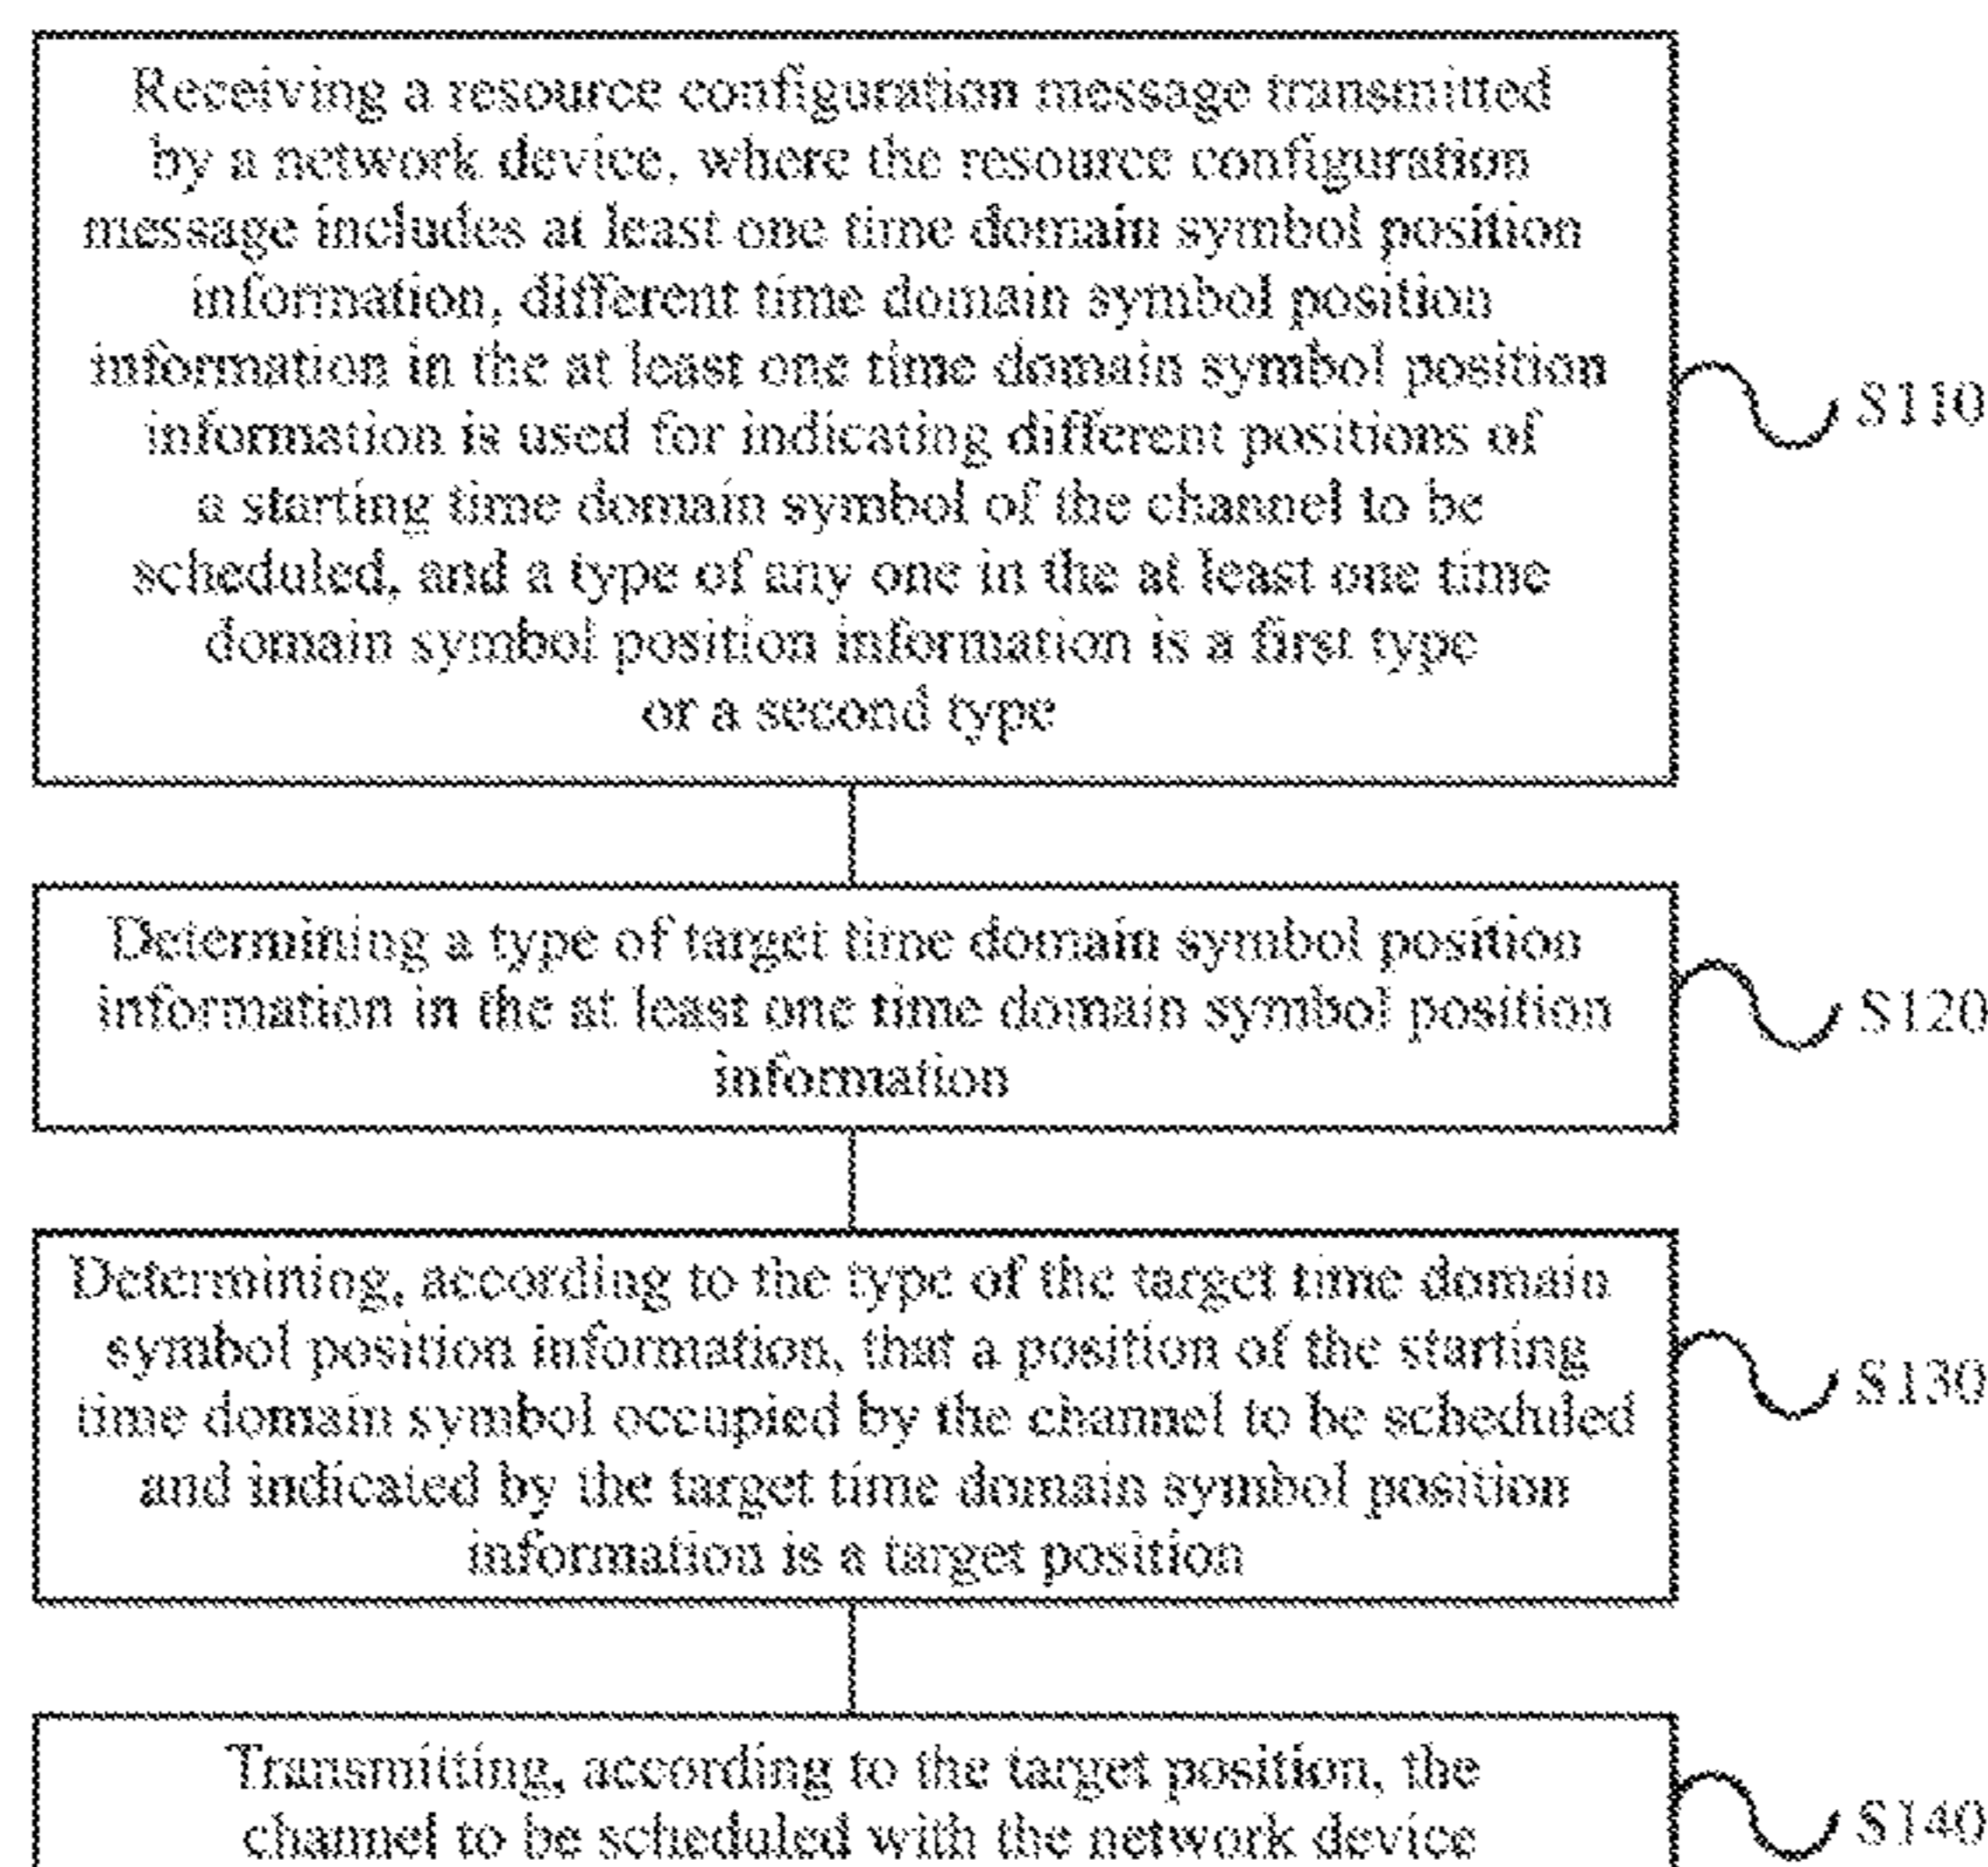 Receiving a resource configuration message transmitted
by a network device, where the resource configuration
message includes at least one time domain symbol position
information, different time domain symbol position
information in the at least one time domain symbol position
information is used for indicating different positions of
a starting time domain symbol of the channel to be
scheduled, and a type of any one in the at least one time
domain symbol position information is a first type
or a second type
S110
Determining a type of target time domain symbol position
information in the at least one time domain symbol position
information
S120
Determining, according to the type of the target time domain
symbol position information, that a position of the starting
time domain symbol occupied by the channel to be scheduled
and indicated by the target time domain symbol position
information is a target position
S130
Transmitting, according to the target position, the
channel to be scheduled with the network device
S140